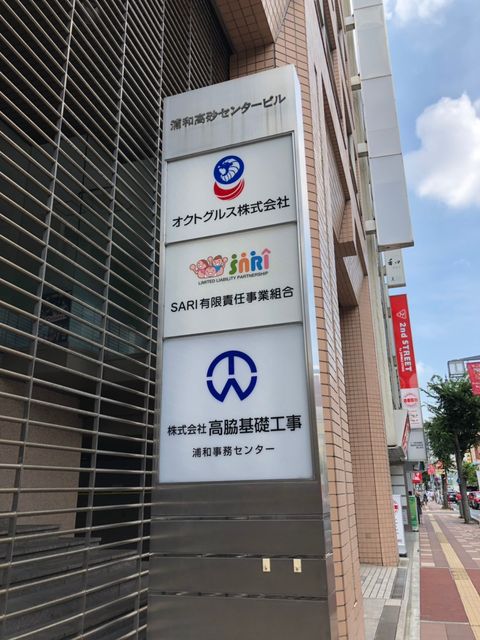 浦和高砂センタービル
オクトグルス株式会社
SARI
LIMITED LIABILITY PARTNERSHIP
SARI有限責任事業組合
株式会社 高脇基礎工事
浦和事務センター
2nd STREET